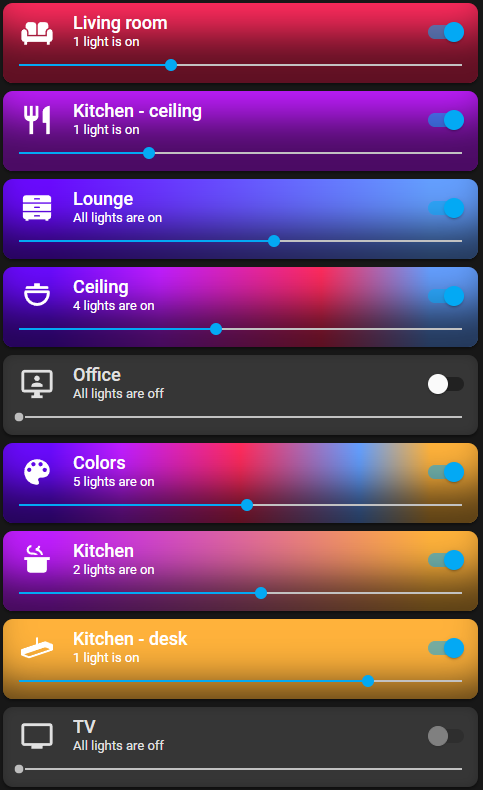 Living room
1 light is on
Kitchen - ceiling
1 light is on
Lounge
All lights are on
Ceiling
4 lights are on
Office
All lights are off
Colors
5 lights are on
Kitchen
2 lights are on
Kitchen - desk
1 light is on
TV
All lights are off